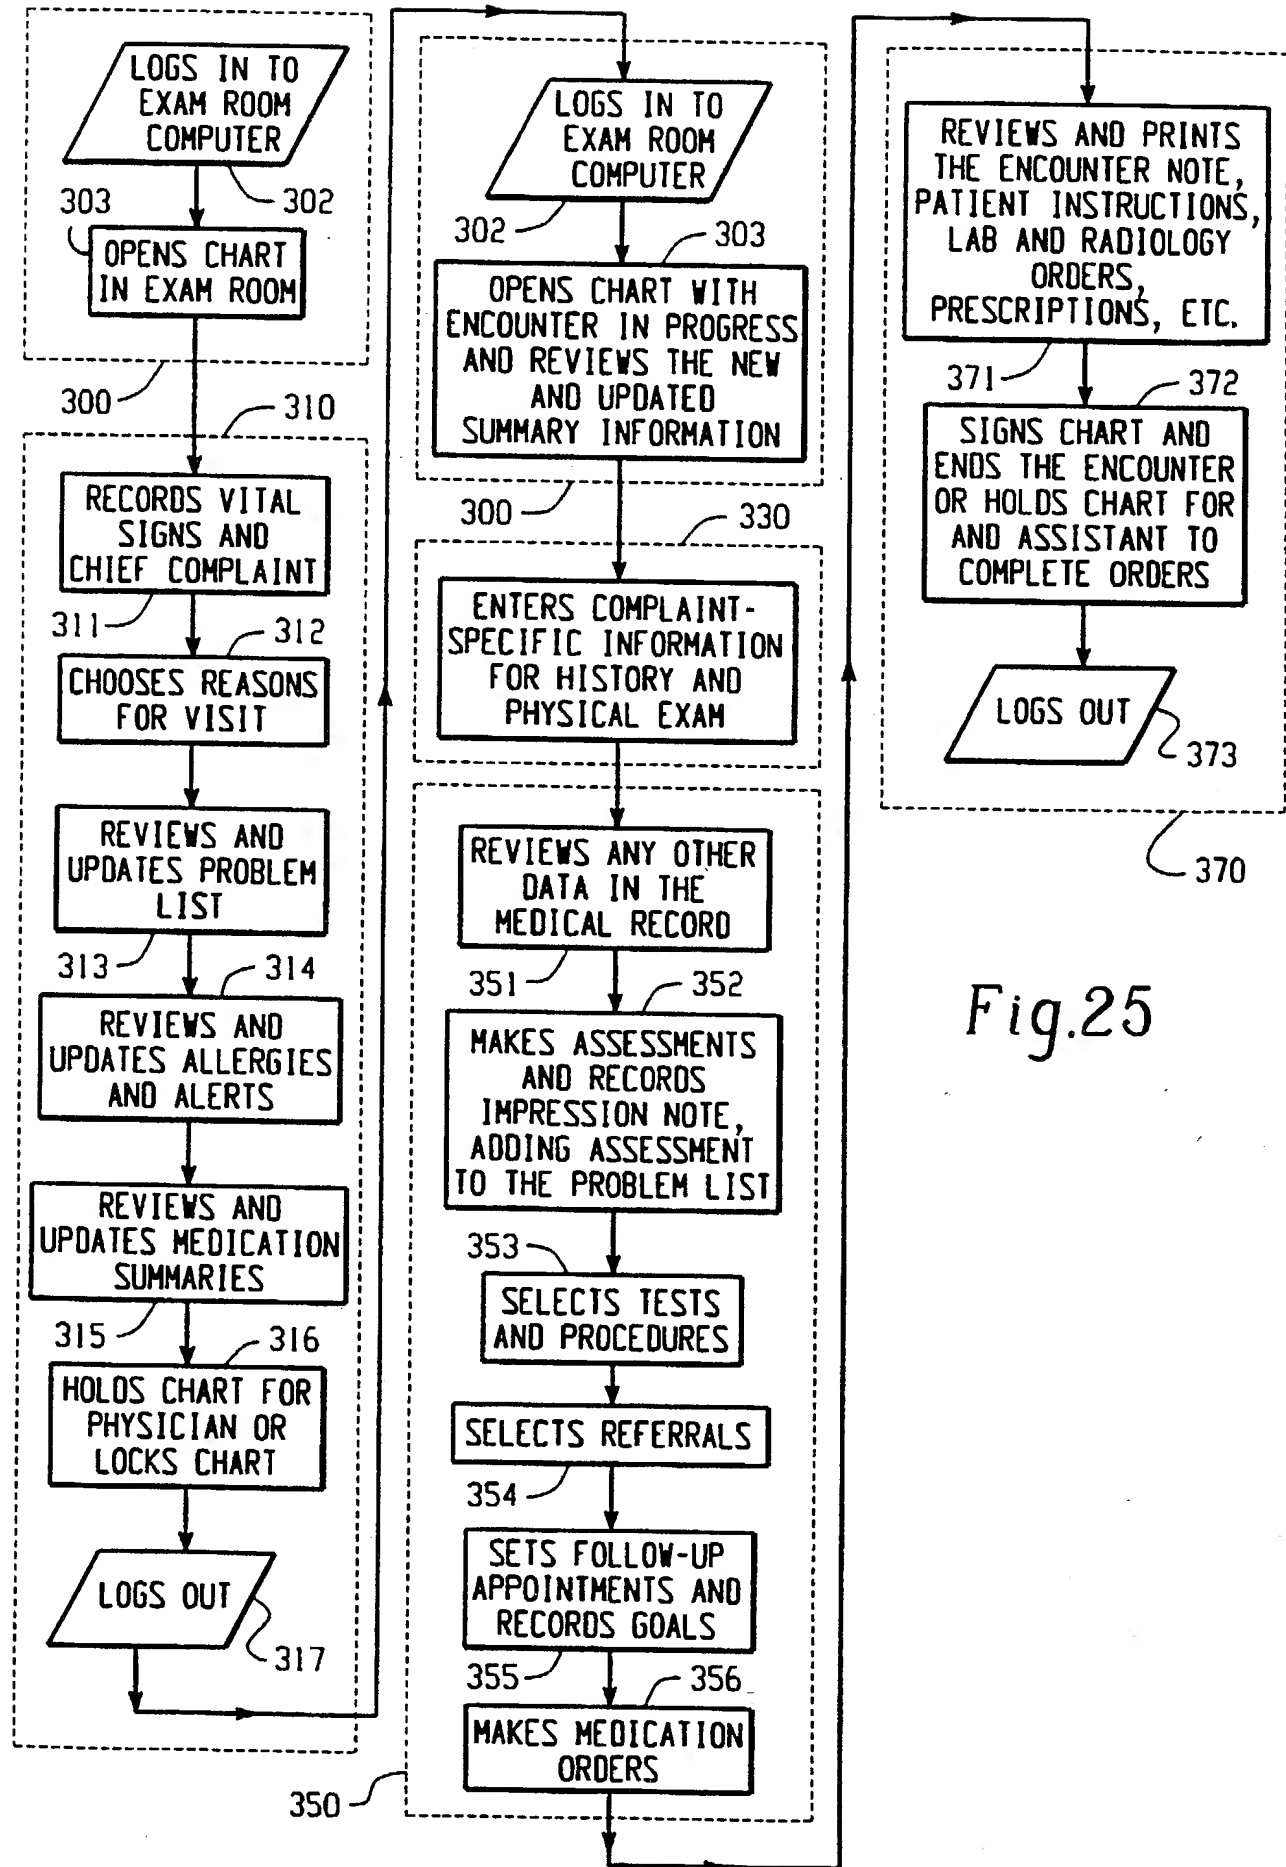 LOGS IN TO
EXAM ROOM
COMPUTER
303
302
OPENS CHART
IN EXAM ROOM
300
310
RECORDS VITAL
SIGNS AND
CHIEF COMPLAINT
311
312
CHOOSES REASONS
FOR VISIT
REVIEWS AND
UPDATES PROBLEM
LIST
313
314
REVIEWS AND
UPDATES ALLERGIES
AND ALERTS
REVIEWS AND
UPDATES MEDICATION
SUMMARIES
315
316
HOLDS CHART FOR
PHYSICIAN OR
LOCKS CHART
LOGS OUT
317
LOGS IN TO
EXAM ROOM
COMPUTER
302
303
OPENS CHART WITH
ENCOUNTER IN PROGRESS
AND REVIEWS THE NEW
AND UPDATED
SUMMARY INFORMATION
300
330
ENTERS COMPLAINT-
SPECIFIC INFORMATION
FOR HISTORY AND
PHYSICAL EXAM
REVIEWS ANY OTHER
DATA IN THE
MEDICAL RECORD
351
352
MAKES ASSESSMENTS
AND RECORDS
IMPRESSION NOTE,
ADDING ASSESSMENT
TO THE PROBLEM LIST
353
SELECTS TESTS
AND PROCEDURES
SELECTS REFERRALS
354
SETS FOLLOW-UP
APPOINTMENTS AND
RECORDS GOALS
355
356
MAKES MEDICATION
ORDERS
350
REVIEWS AND PRINTS
THE ENCOUNTER NOTE,
PATIENT INSTRUCTIONS,
LAB AND RADIOLOGY
ORDERS,
PRESCRIPTIONS, ETC.
371
372
SIGNS CHART AND
ENDS THE ENCOUNTER
OR HOLDS CHART FOR
AND ASSISTANT TO
COMPLETE ORDERS
LOGS OUT
373
370
Fig.25